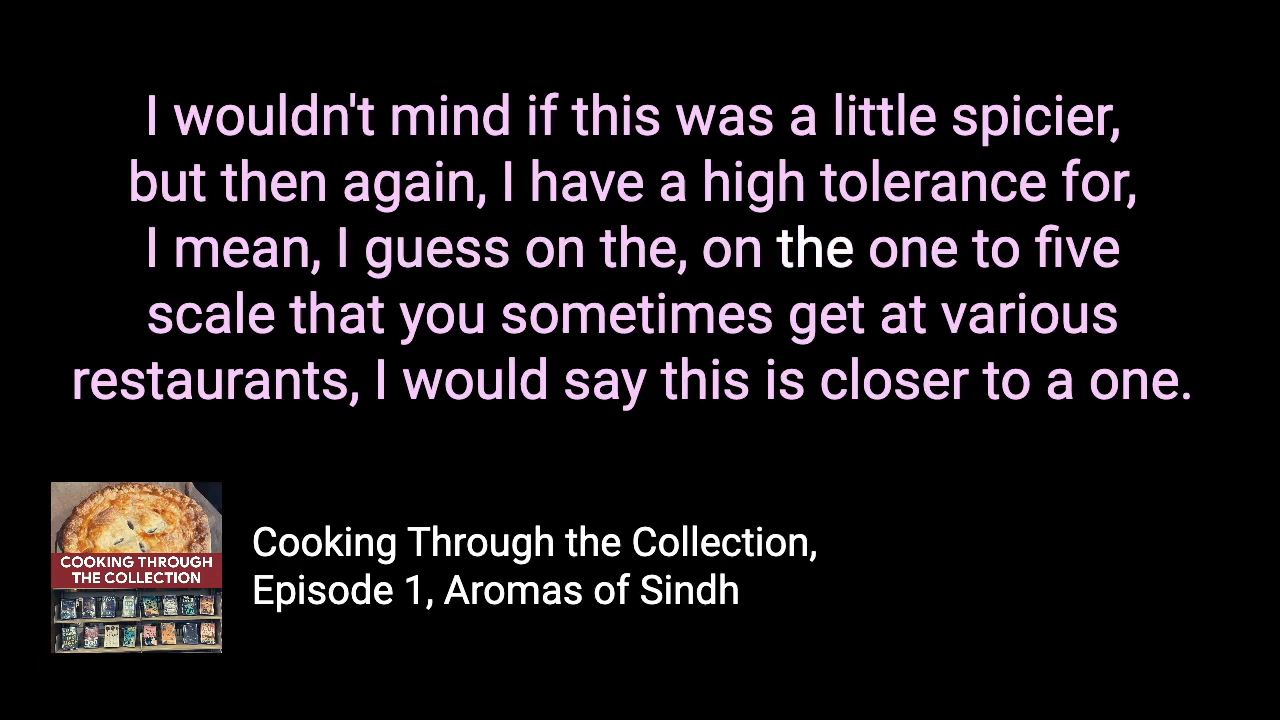 I wouldn't mind if this was a little spicier,
but then again, I have a high tolerance for,
I mean, I guess on the, on the one to five
scale that you sometimes get at various
restaurants, I would say this is closer to a one.
COOKING THROUGH
THE COLLECTION
Cooking Through the Collection,
Episode 1, Aromas of Sindh